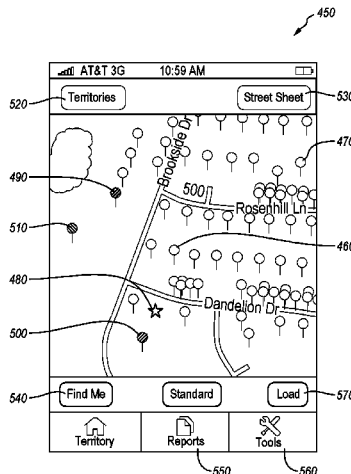 450
AT&T 3G 10:59 AM
520 Territories Street Sheet 530
Brookside Dr
490
470
500
Rosenhill Ln
510
460
480
Dandelion Dr
500
540 Find Me Standard Load 570
Territory Reports Tools
550 560